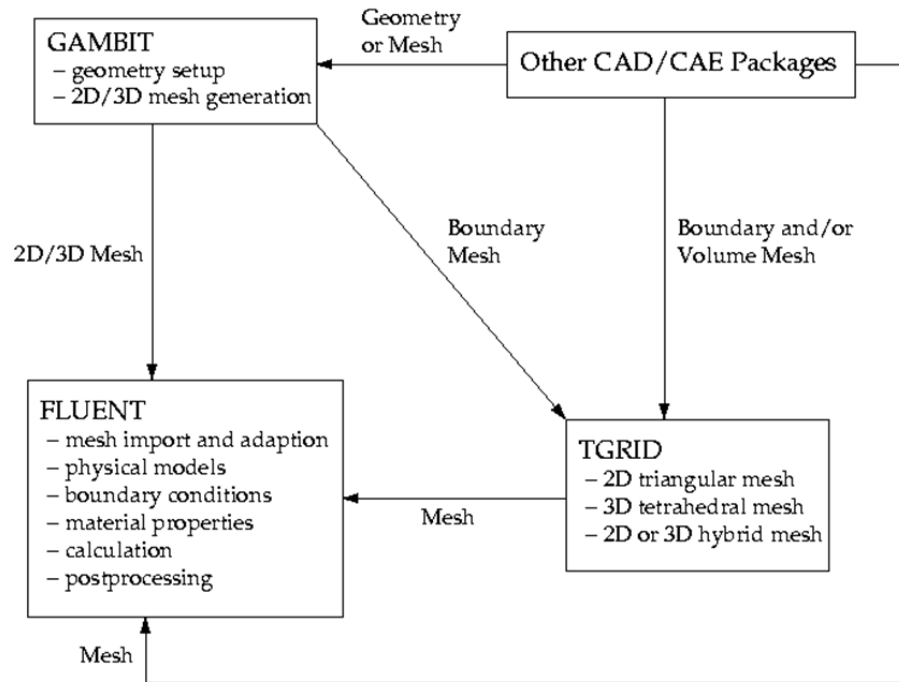 Geometry
or Mesh
GAMBIT
– geometry setup
– 2D/3D mesh generation
Other CAD/CAE Packages
2D/3D Mesh
Boundary
Mesh
Boundary and/or
Volume Mesh
FLUENT
– mesh import and adaption
– physical models
– boundary conditions
– material properties
– calculation
– postprocessing
Mesh
TGRID
– 2D triangular mesh
– 3D tetrahedral mesh
– 2D or 3D hybrid mesh
Mesh